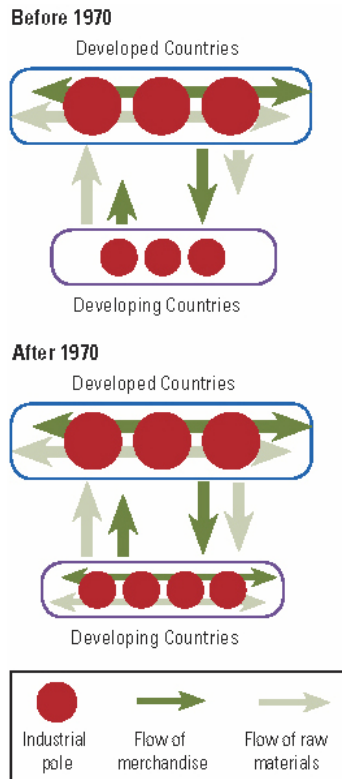 Before 1970
Developed Countries
Developing Countries
After 1970
Developed Countries
Developing Countries
Industrial
pole
Flow of
merchandise
Flow of raw
materials